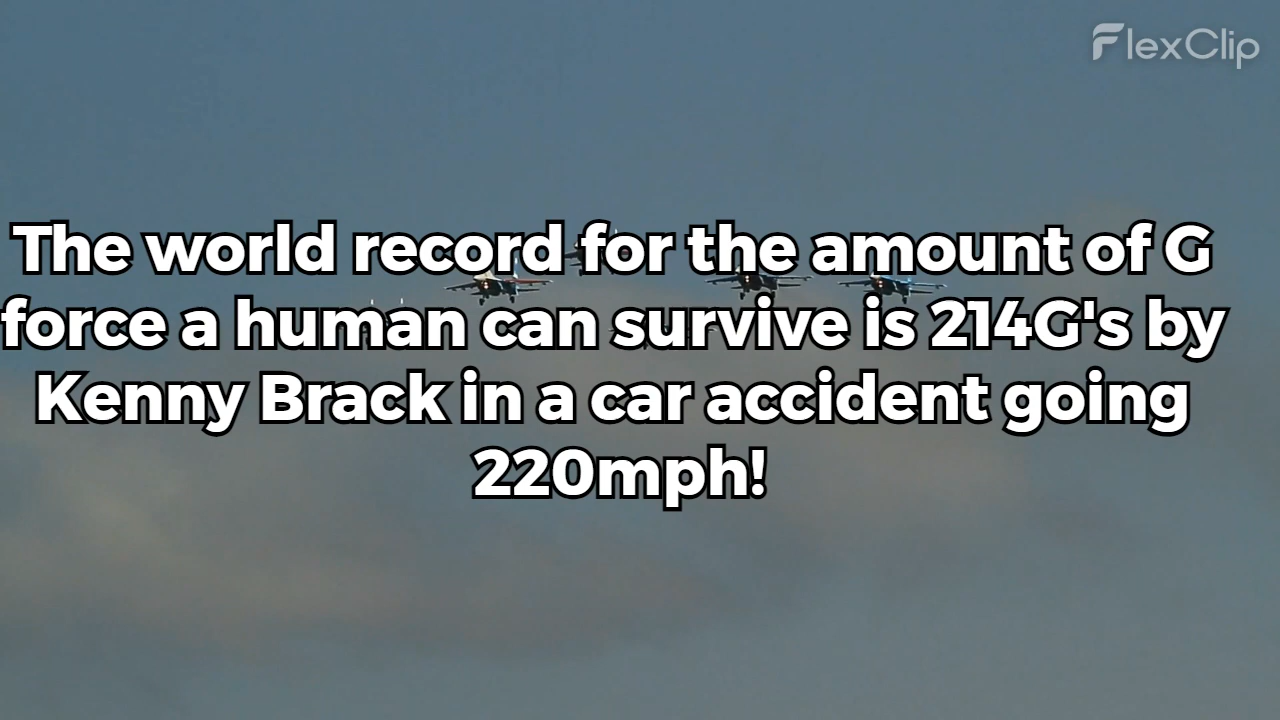 FlexClip
The world record for the amount of G
force a human can survive is 214G's by
Kenny Brack in a car accident going
220mph!